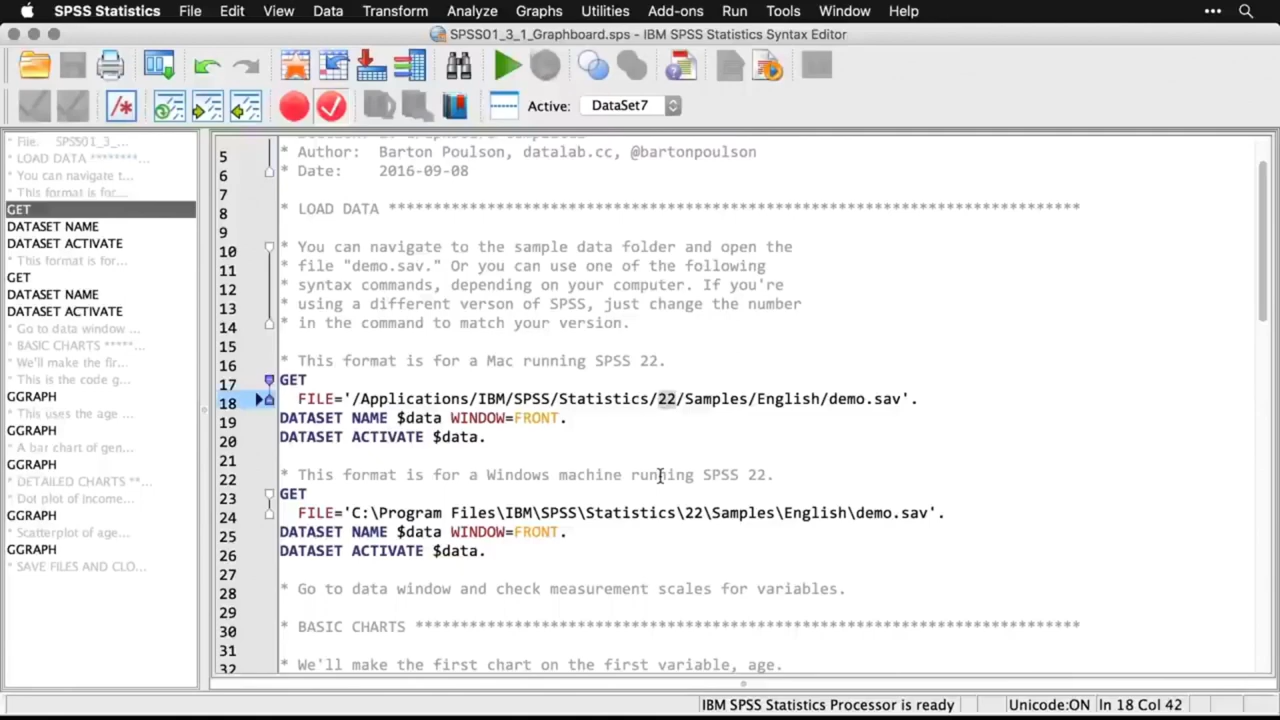 SPSS Statistics File Edit View Data Transform Analyze Graphs Utilities Add-ons Run Tools Window Help
SPSS01_3_1_Graphboard.sps - IBM SPSS Statistics Syntax Editor
Active: DataSet7
* File: SPSS01_3_...
* LOAD DATA ********...
* You can navigate t...
* This format is for...
GET
DATASET NAME
DATASET ACTIVATE
* This format is for...
GET
DATASET NAME
DATASET ACTIVATE
* Go to data window ...
* BASIC CHARTS *****...
* We'll make the fir...
* This is the code g...
GGRAPH
* This uses the age ...
GGRAPH
* A bar chart of gen...
GGRAPH
* DETAILED CHARTS **...
* Dot plot of income...
GGRAPH
* Scatterplot of age...
GGRAPH
* SAVE FILES AND CLO...
5
6 * Author: Barton Poulson, datalab.cc, @bartonpoulson
7 * Date: 2016-09-08
8 * LOAD DATA *****************************************************************************
9
10 * You can navigate to the sample data folder and open the
11 * file "demo.sav." Or you can use one of the following
12 * syntax commands, depending on your computer. If you're
13 * using a different verson of SPSS, just change the number
14 * in the command to match your version.
15
16 * This format is for a Mac running SPSS 22.
17 GET
18 FILE='/Applications/IBM/SPSS/Statistics/22/Samples/English/demo.sav'.
19 DATASET NAME $data WINDOW=FRONT.
20 DATASET ACTIVATE $data.
21
22 * This format is for a Windows machine running SPSS 22.
23 GET
24 FILE='C:\Program Files\IBM\SPSS\Statistics\22\Samples\English\demo.sav'.
25 DATASET NAME $data WINDOW=FRONT.
26 DATASET ACTIVATE $data.
27
28 * Go to data window and check measurement scales for variables.
29
30 * BASIC CHARTS **************************************************************************
31
32 * We'll make the first chart on the first variable, age.
IBM SPSS Statistics Processor is ready Unicode:ON In 18 Col 42